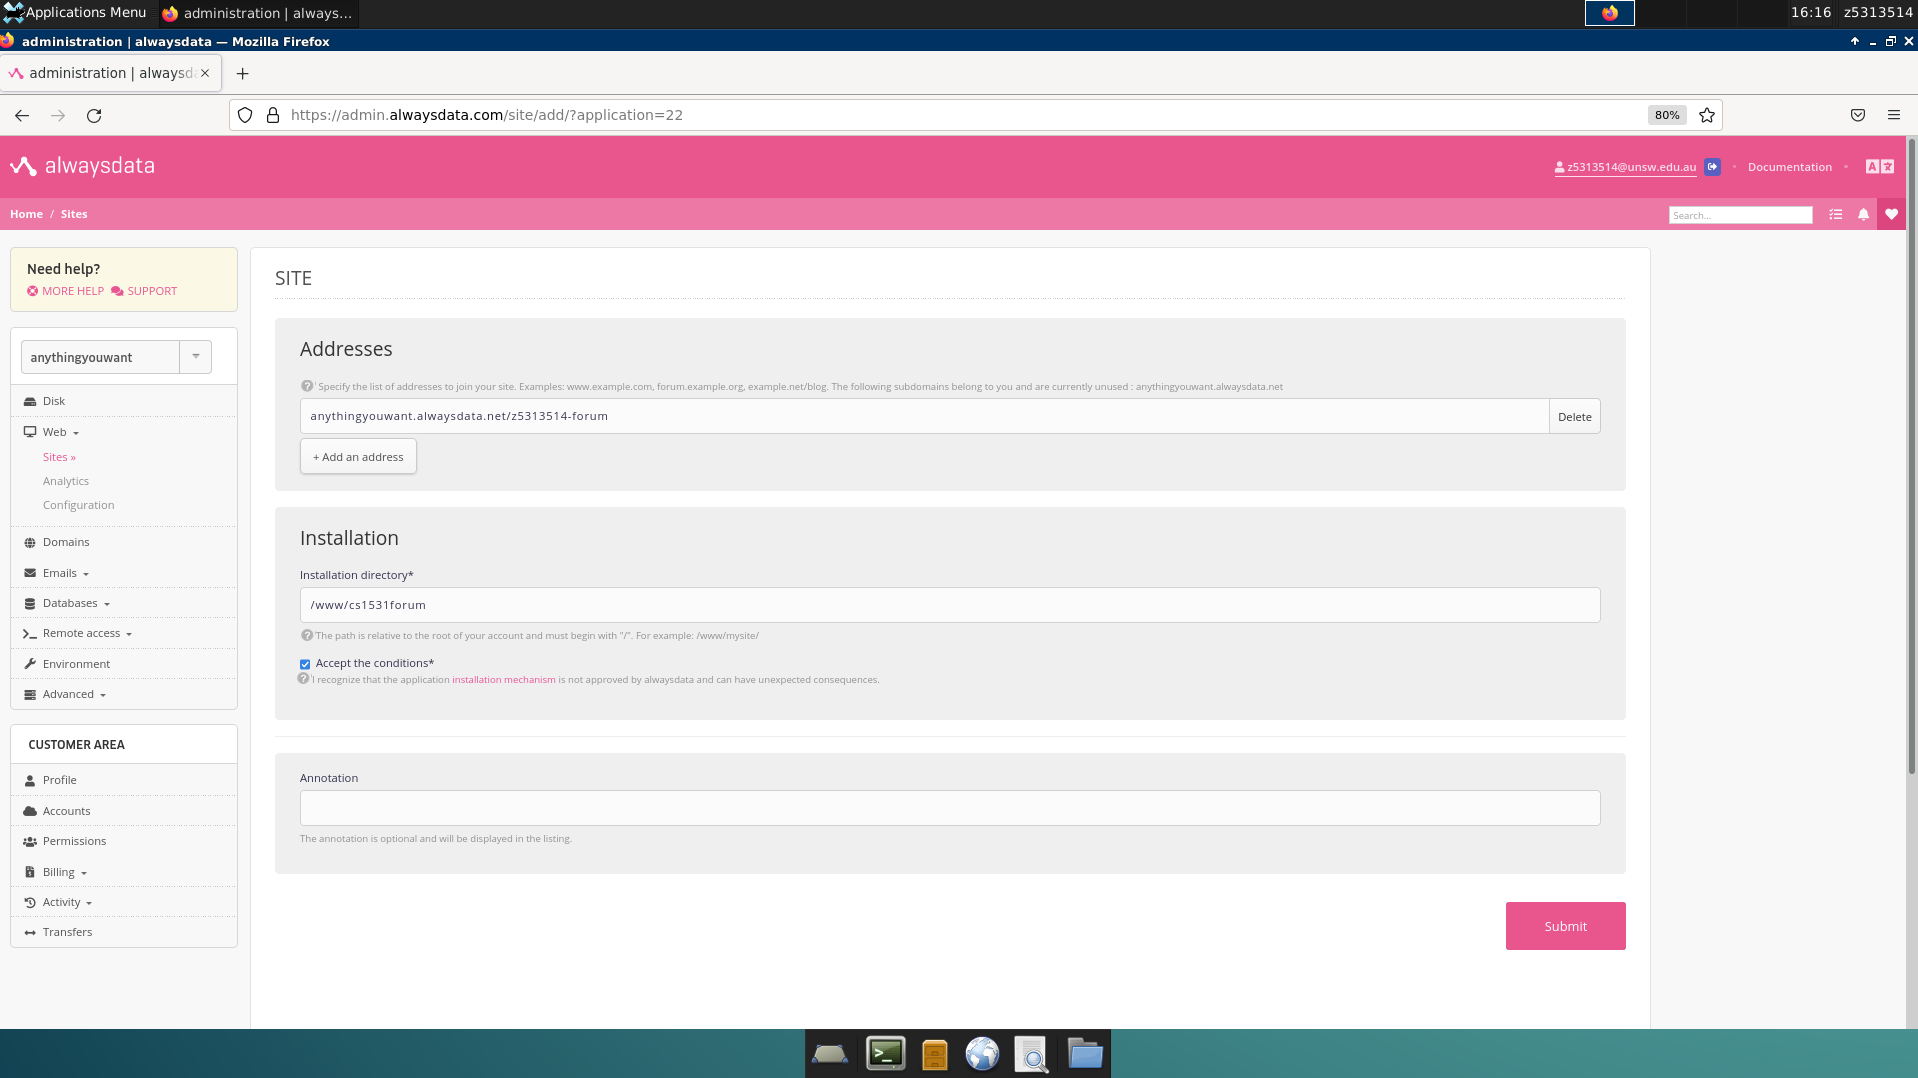 Applications Menu
administration | always...
16:16
z5313514
administration | alwaysdata — Mozilla Firefox
administration | alwaysda
https://admin.alwaysdata.com/site/add/?application=22
80%
alwaysdata
z5313514@unsw.edu.au
Documentation
Home / Sites
Search...
Need help?
MORE HELP
SUPPORT
anythingyouwant
Disk
Web
Sites »
Analytics
Configuration
Domains
Emails
Databases
Remote access
Environment
Advanced
CUSTOMER AREA
Profile
Accounts
Permissions
Billing
Activity
Transfers
SITE
Addresses
Specify the list of addresses to join your site. Examples: www.example.com, forum.example.org, example.net/blog. The following subdomains belong to you and are currently unused : anythingyouwant.alwaysdata.net
anythingyouwant.alwaysdata.net/z5313514-forum
Delete
+ Add an address
Installation
Installation directory*
/www/cs1531forum
The path is relative to the root of your account and must begin with "/". For example: /www/mysite/
Accept the conditions*
I recognize that the application installation mechanism is not approved by alwaysdata and can have unexpected consequences.
Annotation
The annotation is optional and will be displayed in the listing.
Submit